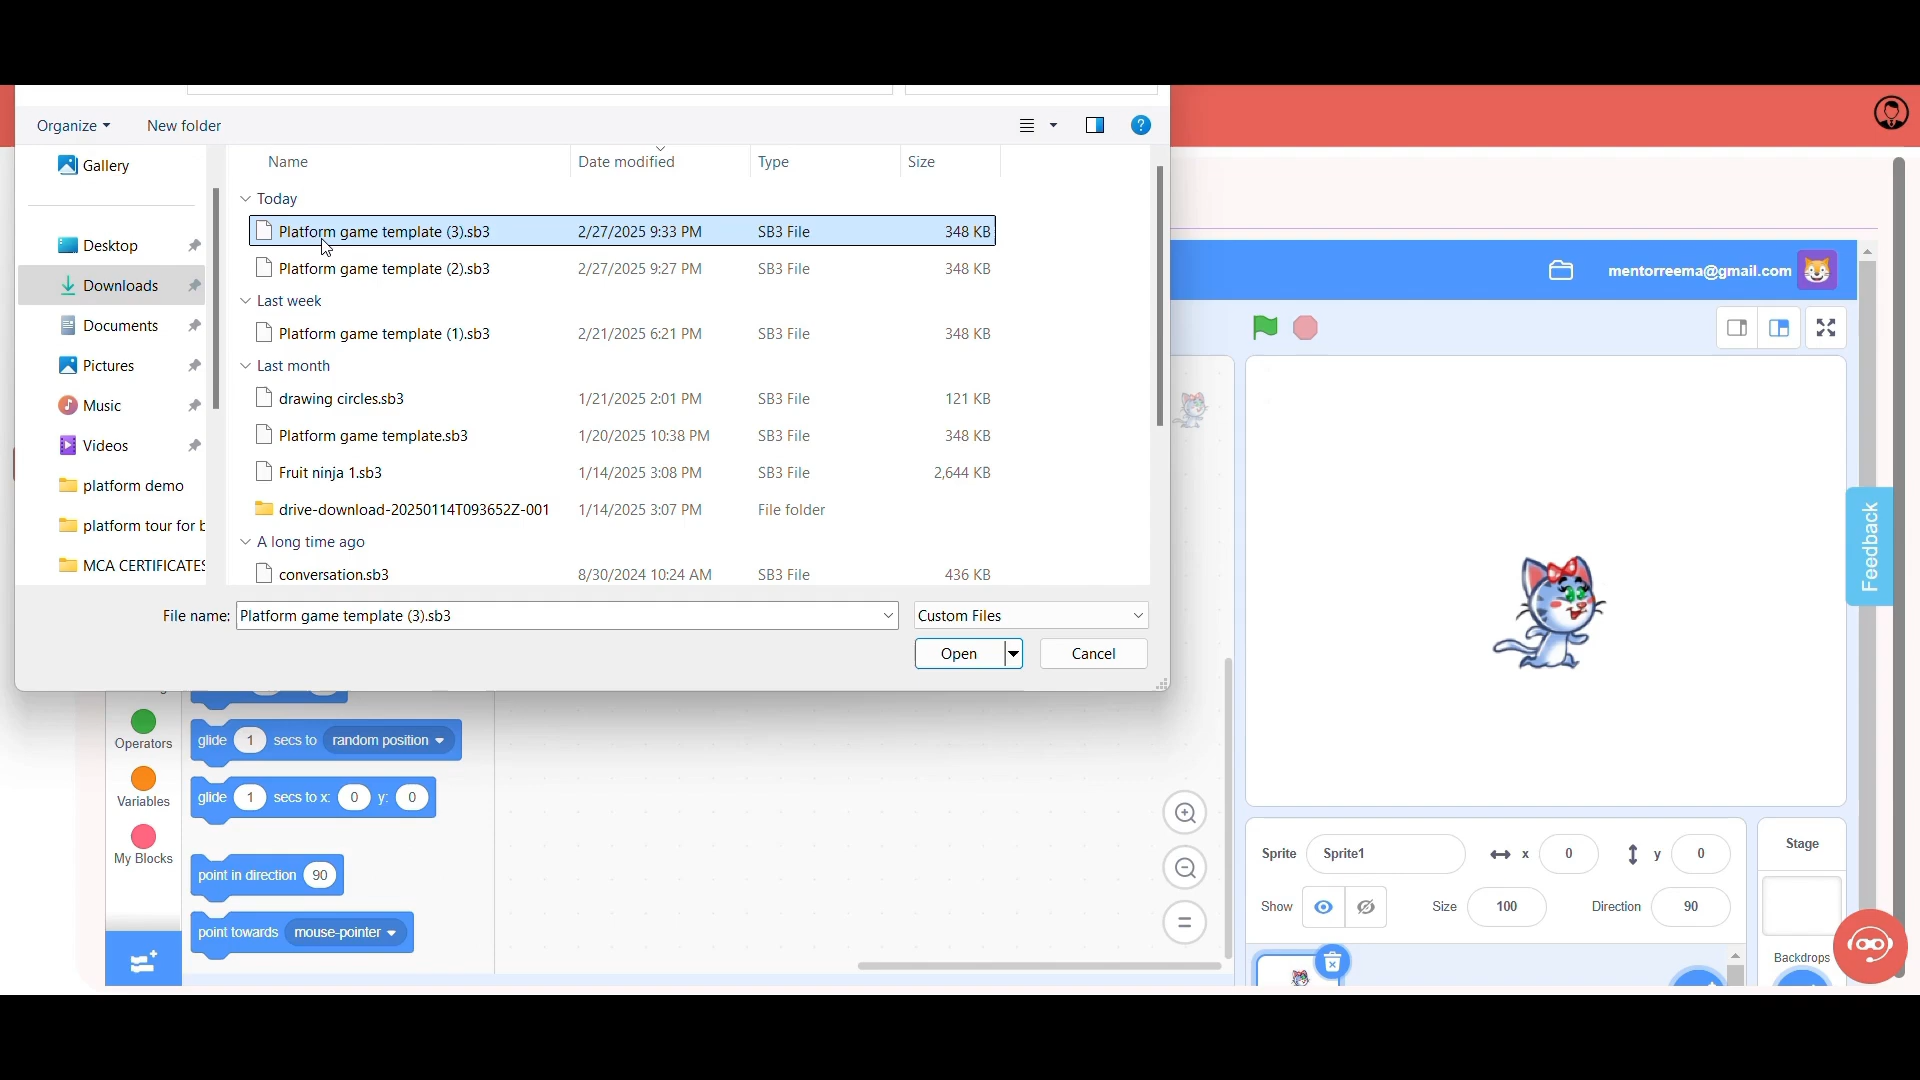 Organize
New folder
Gallery
Desktop
Downloads
Documents
Pictures
Music
Videos
platform demo
platform tour for b
MCA CERTIFICATES
Name Date modified Type Size
Today
Platform game template (3).sb3 2/27/2025 9:33 PM SB3 File 348 KB
Platform game template (2).sb3 2/27/2025 9:27 PM SB3 File 348 KB
Last week
Platform game template (1).sb3 2/21/2025 6:21 PM SB3 File 348 KB
Last month
drawing circles.sb3 1/21/2025 2:01 PM SB3 File 121 KB
Platform game template.sb3 1/20/2025 10:38 PM SB3 File 348 KB
Fruit ninja 1.sb3 1/14/2025 3:08 PM SB3 File 2,644 KB
drive-download-20250114T093652Z-001 1/14/2025 3:07 PM File folder
A long time ago
conversation.sb3 8/30/2024 10:24 AM SB3 File 436 KB
File name: Platform game template (3).sb3 Custom Files
Open Cancel
mentorreema@gmail.com
Feedback
Operators
Variables
My Blocks
glide 1 secs to random position
glide 1 secs to x: 0 y: 0
point in direction 90
point towards mouse-pointer
Sprite Sprite1 x 0 y 0
Show Size 100 Direction 90
Stage
Backdrops